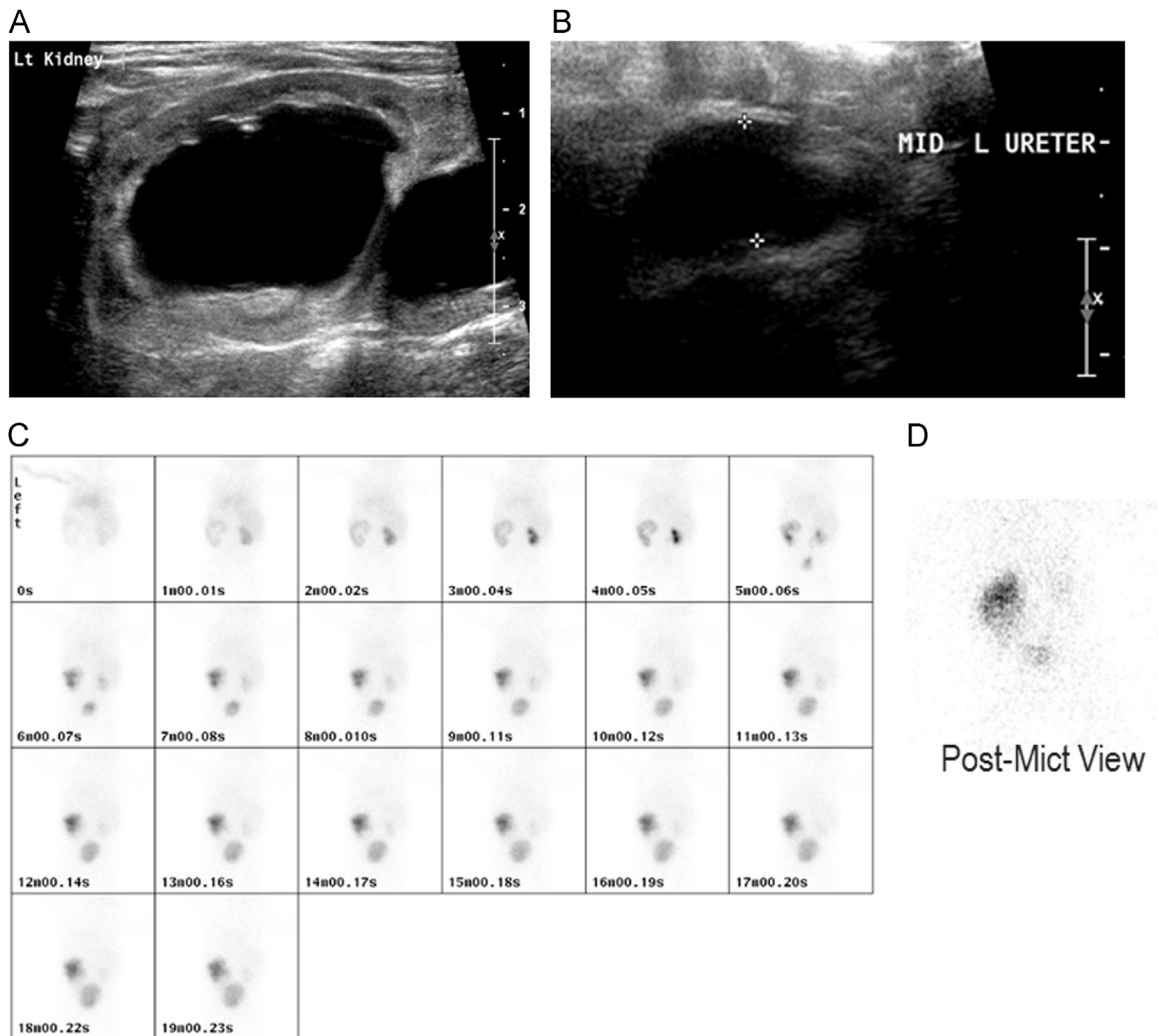 A
B
Lt Kidney
1
2
3
x
MID L URETER
x
C
D
Left
0s
1m00.01s
2m00.02s
3m00.04s
4m00.05s
5m00.06s
6m00.07s
7m00.08s
8m00.010s
9m00.11s
10m00.12s
11m00.13s
12m00.14s
13m00.16s
14m00.17s
15m00.18s
16m00.19s
17m00.20s
18m00.22s
19m00.23s
Post-Mict View